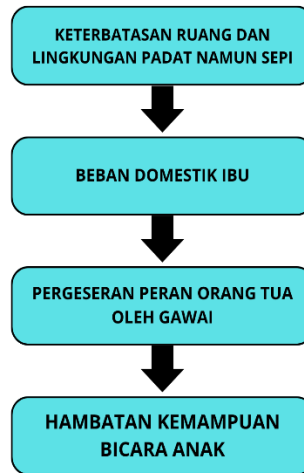 KETERBATASAN RUANG DAN
LINGKUNGAN PADAT NAMUN SEPI
BEBAN DOMESTIK IBU
PERGESERAN PERAN ORANG TUA
OLEH GAWAI
HAMBATAN KEMAMPUAN
BICARA ANAK